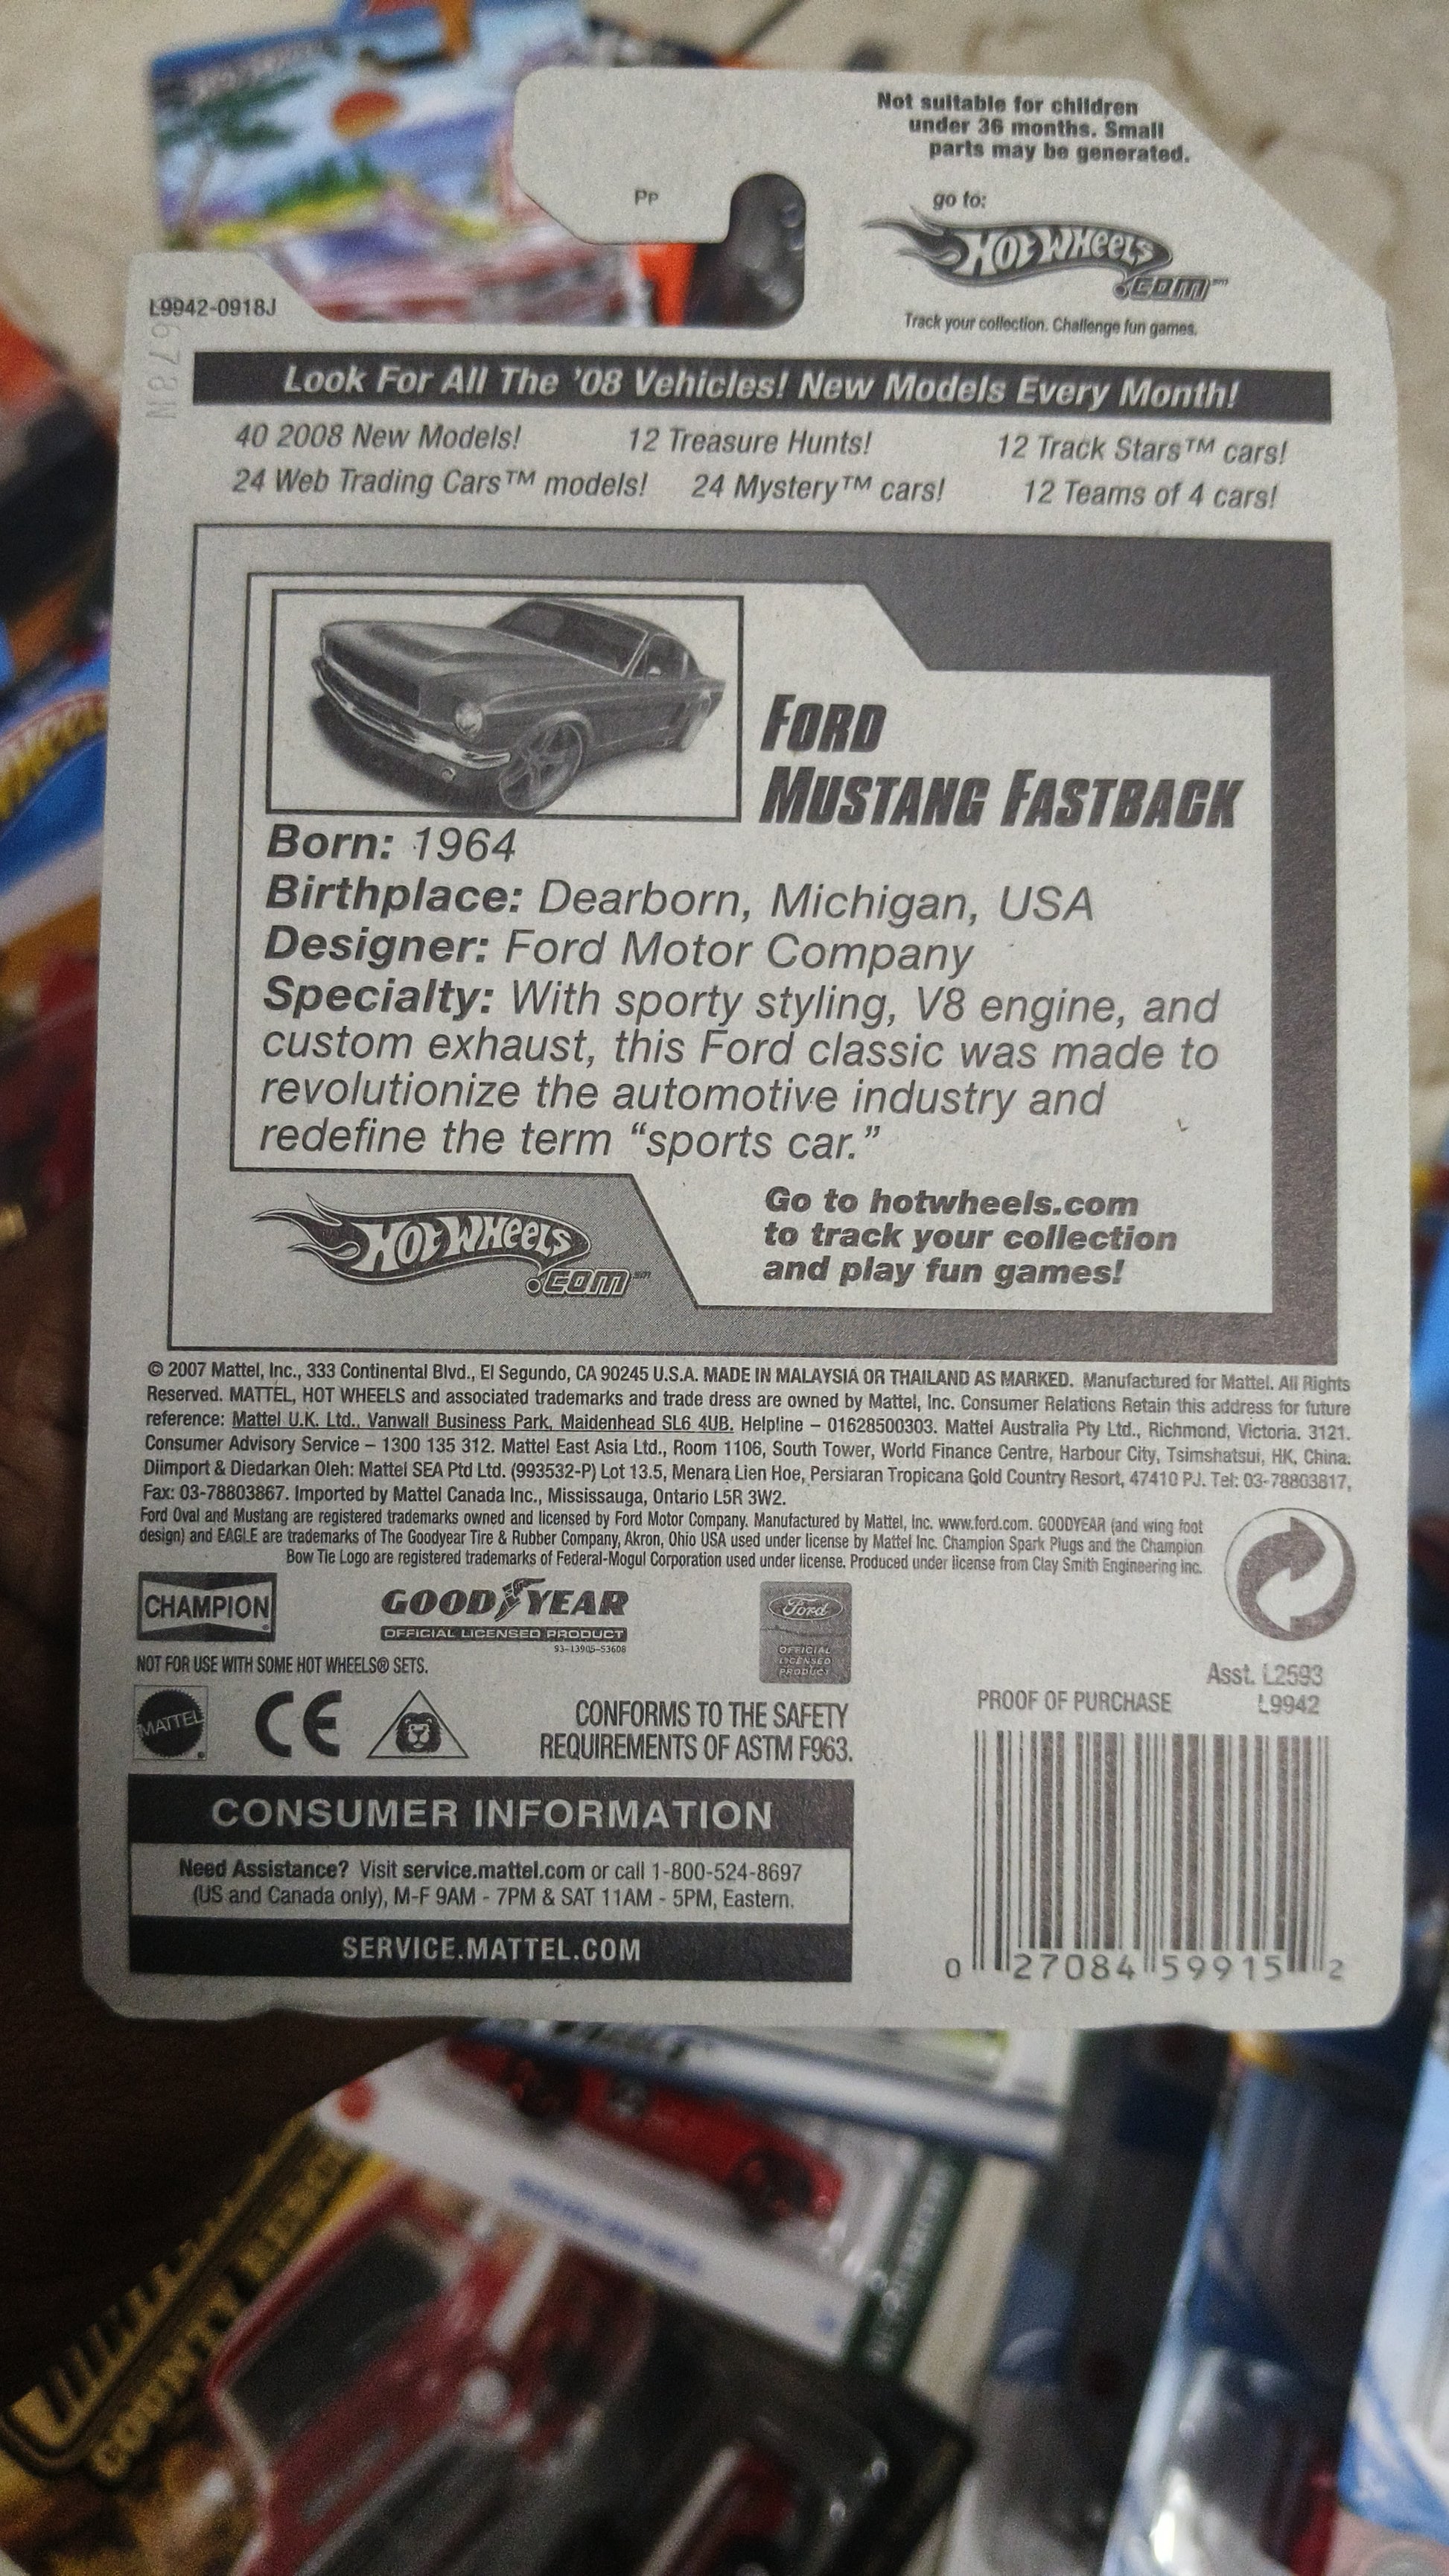 Not suitable for children
under 36 months. Small
parts may be generated.
Pp
go to:
HOT WHEELS
.COM℠
Track your collection. Challenge fun games.
L9942-0918J
Look For All The '08 Vehicles! New Models Every Month!
40 2008 New Models! 12 Treasure Hunts! 12 Track Stars™ cars!
24 Web Trading Cars™ models! 24 Mystery™ cars! 12 Teams of 4 cars!
FORD
MUSTANG FASTBACK
Born: 1964
Birthplace: Dearborn, Michigan, USA
Designer: Ford Motor Company
Specialty: With sporty styling, V8 engine, and
custom exhaust, this Ford classic was made to
revolutionize the automotive industry and
redefine the term “sports car.”
HOT WHEELS
.COM℠
Go to hotwheels.com
to track your collection
and play fun games!
© 2007 Mattel, Inc., 333 Continental Blvd., El Segundo, CA 90245 U.S.A. MADE IN MALAYSIA OR THAILAND AS MARKED. Manufactured for Mattel. All Rights
Reserved. MATTEL, HOT WHEELS and associated trademarks and trade dress are owned by Mattel, Inc. Consumer Relations Retain this address for future
reference: Mattel U.K. Ltd., Vanwall Business Park, Maidenhead SL6 4UB. Helpline – 01628500303. Mattel Australia Pty Ltd., Richmond, Victoria. 3121.
Consumer Advisory Service – 1300 135 312. Mattel East Asia Ltd., Room 1106, South Tower, World Finance Centre, Harbour City, Tsimshatsui, HK, China.
Diimport & Diedarkan Oleh: Mattel SEA Ptd Ltd. (993532-P) Lot 13.5, Menara Lien Hoe, Persiaran Tropicana Gold Country Resort, 47410 PJ. Tel: 03-78803817,
Fax: 03-78803867. Imported by Mattel Canada Inc., Mississauga, Ontario L5R 3W2.
Ford Oval and Mustang are registered trademarks owned and licensed by Ford Motor Company. Manufactured by Mattel, Inc. www.ford.com. GOODYEAR (and wing foot
design) and EAGLE are trademarks of The Goodyear Tire & Rubber Company, Akron, Ohio USA used under license by Mattel Inc. Champion Spark Plugs and the Champion
Bow Tie Logo are registered trademarks of Federal-Mogul Corporation used under license. Produced under license from Clay Smith Engineering Inc.
CHAMPION
GOODYEAR
OFFICIAL LICENSED PRODUCT
93-13905-53608
Ford
OFFICIAL
LICENSED
PRODUCT
NOT FOR USE WITH SOME HOT WHEELS® SETS.
MATTEL
CE
CONFORMS TO THE SAFETY
REQUIREMENTS OF ASTM F963.
Asst. L2593
PROOF OF PURCHASE L9942
CONSUMER INFORMATION
Need Assistance? Visit service.mattel.com or call 1-800-524-8697
(US and Canada only), M-F 9AM - 7PM & SAT 11AM - 5PM, Eastern.
SERVICE.MATTEL.COM
0 27084 59915 2
COUNTY